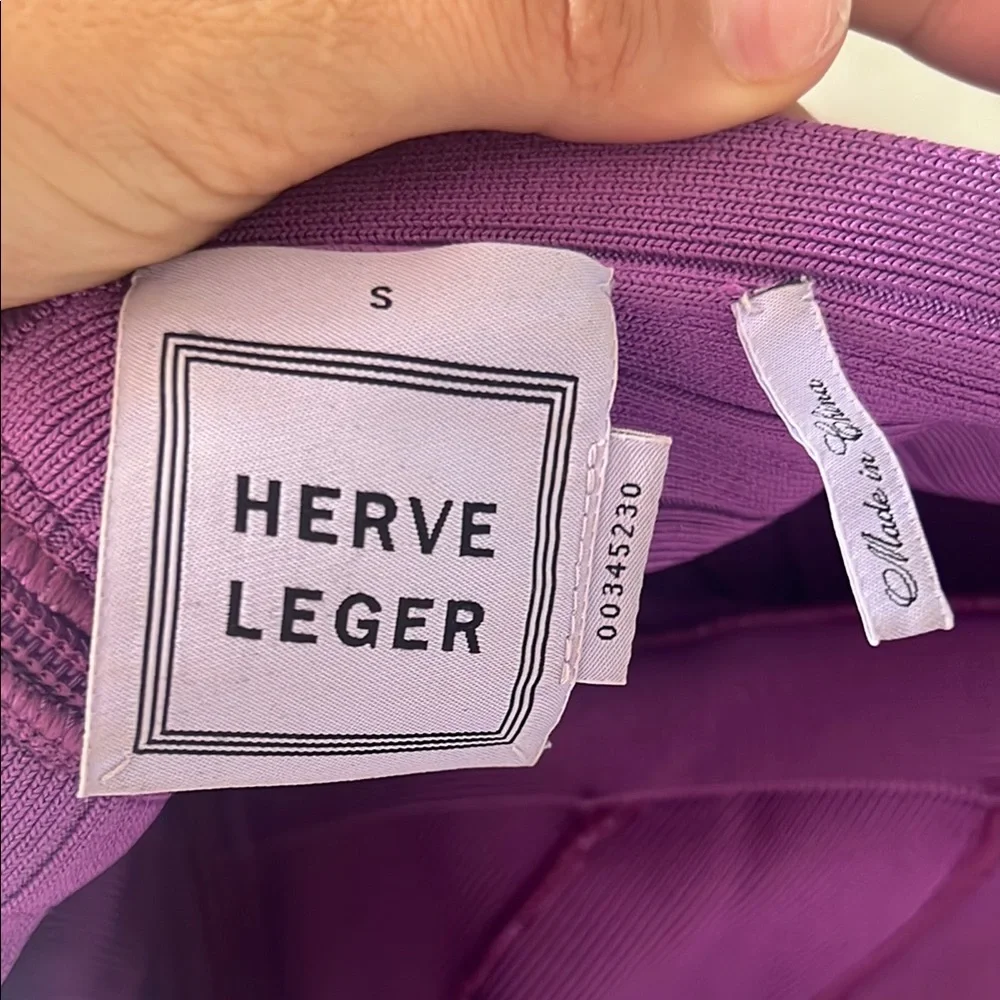 S
HERVE
LEGER
00345230
Made in China